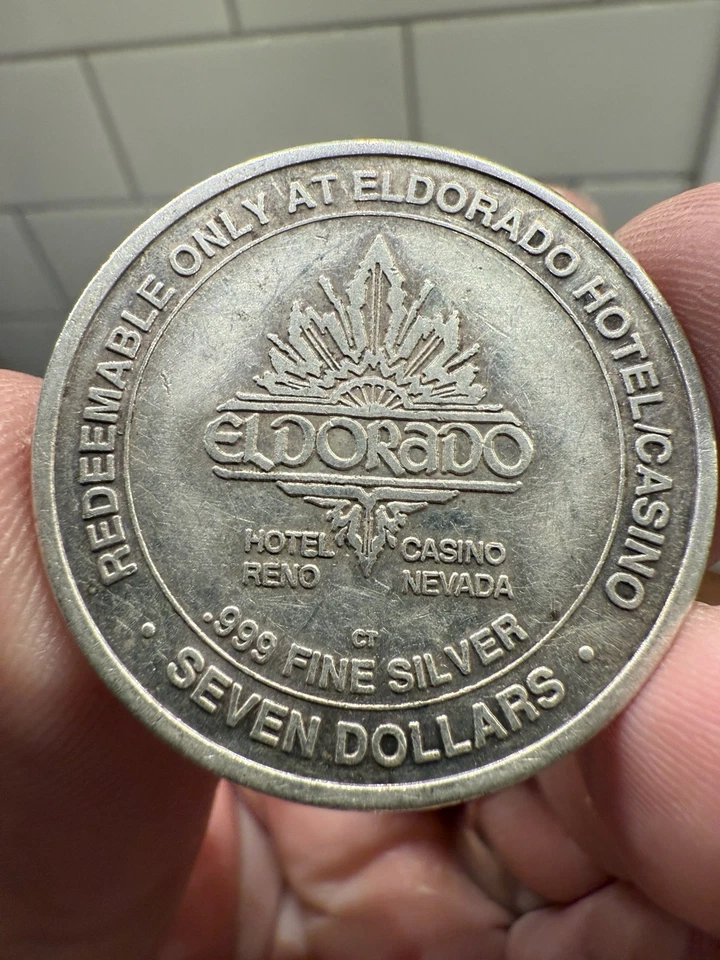 REDEEMABLE ONLY AT ELDORADO HOTEL/CASINO
ELDORADO
HOTEL CASINO
RENO NEVADA
CT
.999 FINE SILVER
• SEVEN DOLLARS •